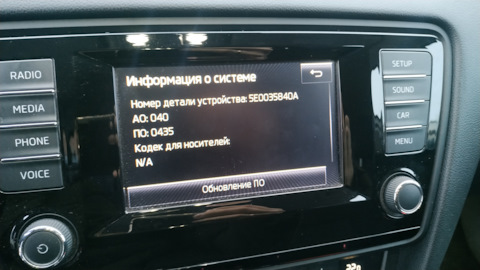 RADIO
MEDIA
PHONE
VOICE
Информация о системе
Номер детали устройства: 5E0035840A
АО: 040
ПО: 0435
Кодек для носителей:
N/A
Обновление ПО
SETUP
SOUND
CAR
MENU